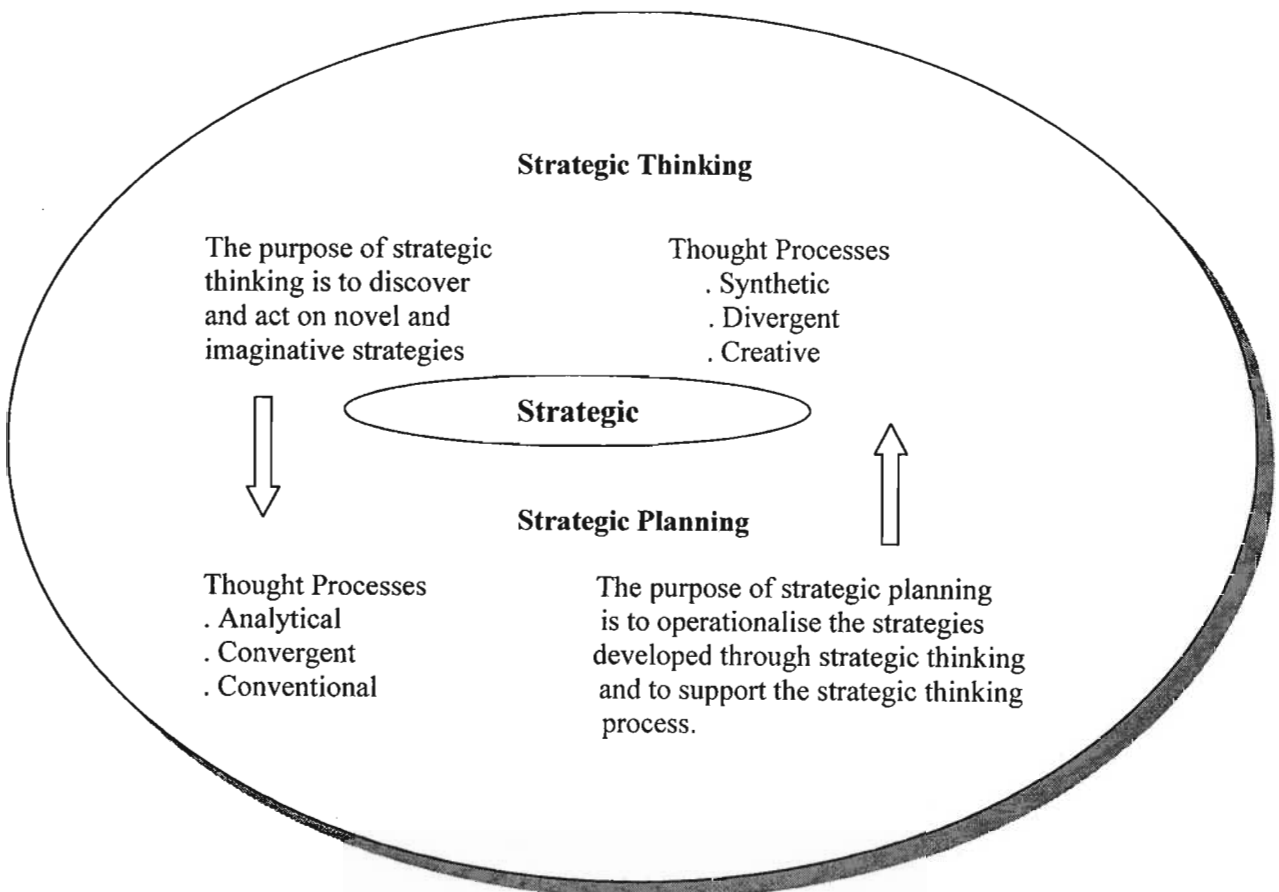 Strategic Thinking
The purpose of strategic
thinking is to discover
and act on novel and
imaginative strategies
Thought Processes
. Synthetic
. Divergent
. Creative
Strategic
Strategic Planning
Thought Processes
. Analytical
. Convergent
. Conventional
The purpose of strategic planning
is to operationalise the strategies
developed through strategic thinking
and to support the strategic thinking
process.